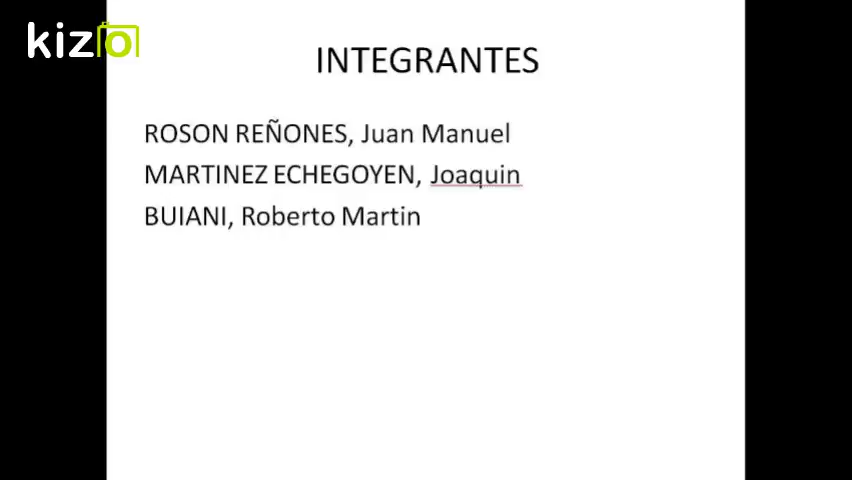 kizoa
INTEGRANTES
ROSON REÑONES, Juan Manuel
MARTINEZ ECHEGOYEN, Joaquin
BUIANI, Roberto Martin